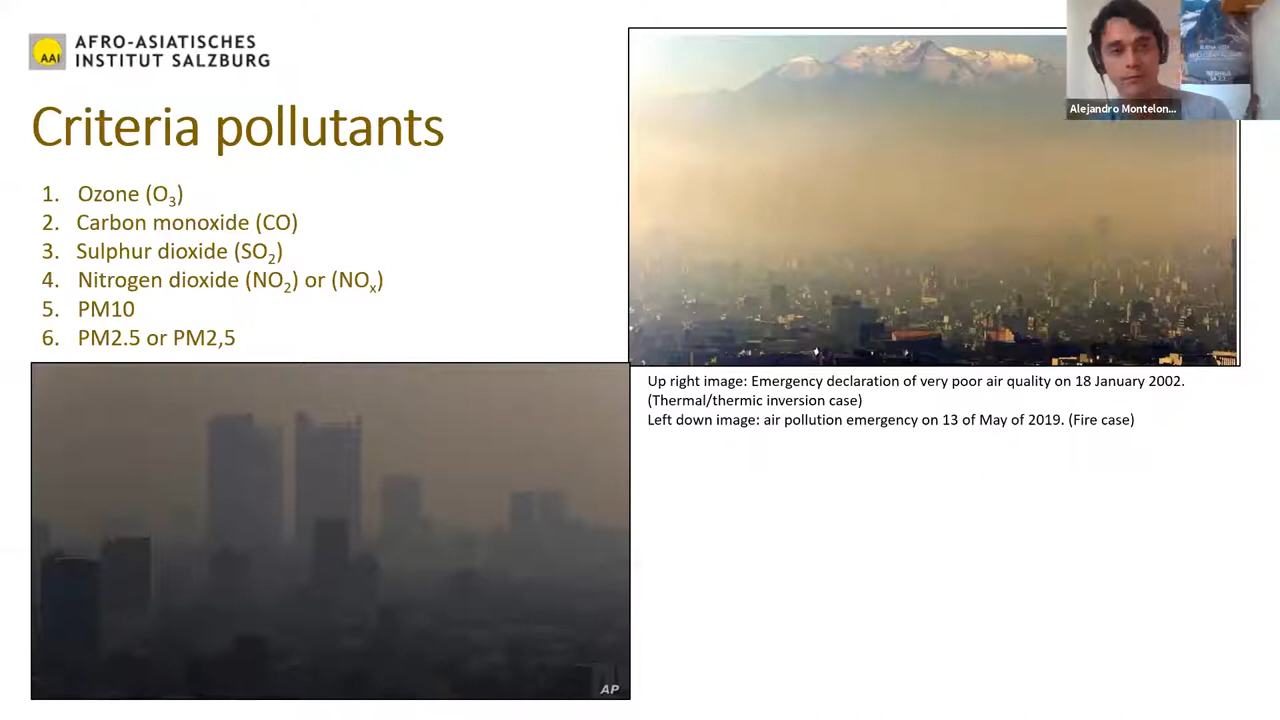 AAI
AFRO-ASIATISCHES
INSTITUT SALZBURG
Criteria pollutants
1. Ozone (O₃)
2. Carbon monoxide (CO)
3. Sulphur dioxide (SO₂)
4. Nitrogen dioxide (NO₂) or (NOₓ)
5. PM10
6. PM2.5 or PM2,5
Alejandro Montelon...
Up right image: Emergency declaration of very poor air quality on 18 January 2002.
(Thermal/thermic inversion case)
Left down image: air pollution emergency on 13 of May of 2019. (Fire case)
AP